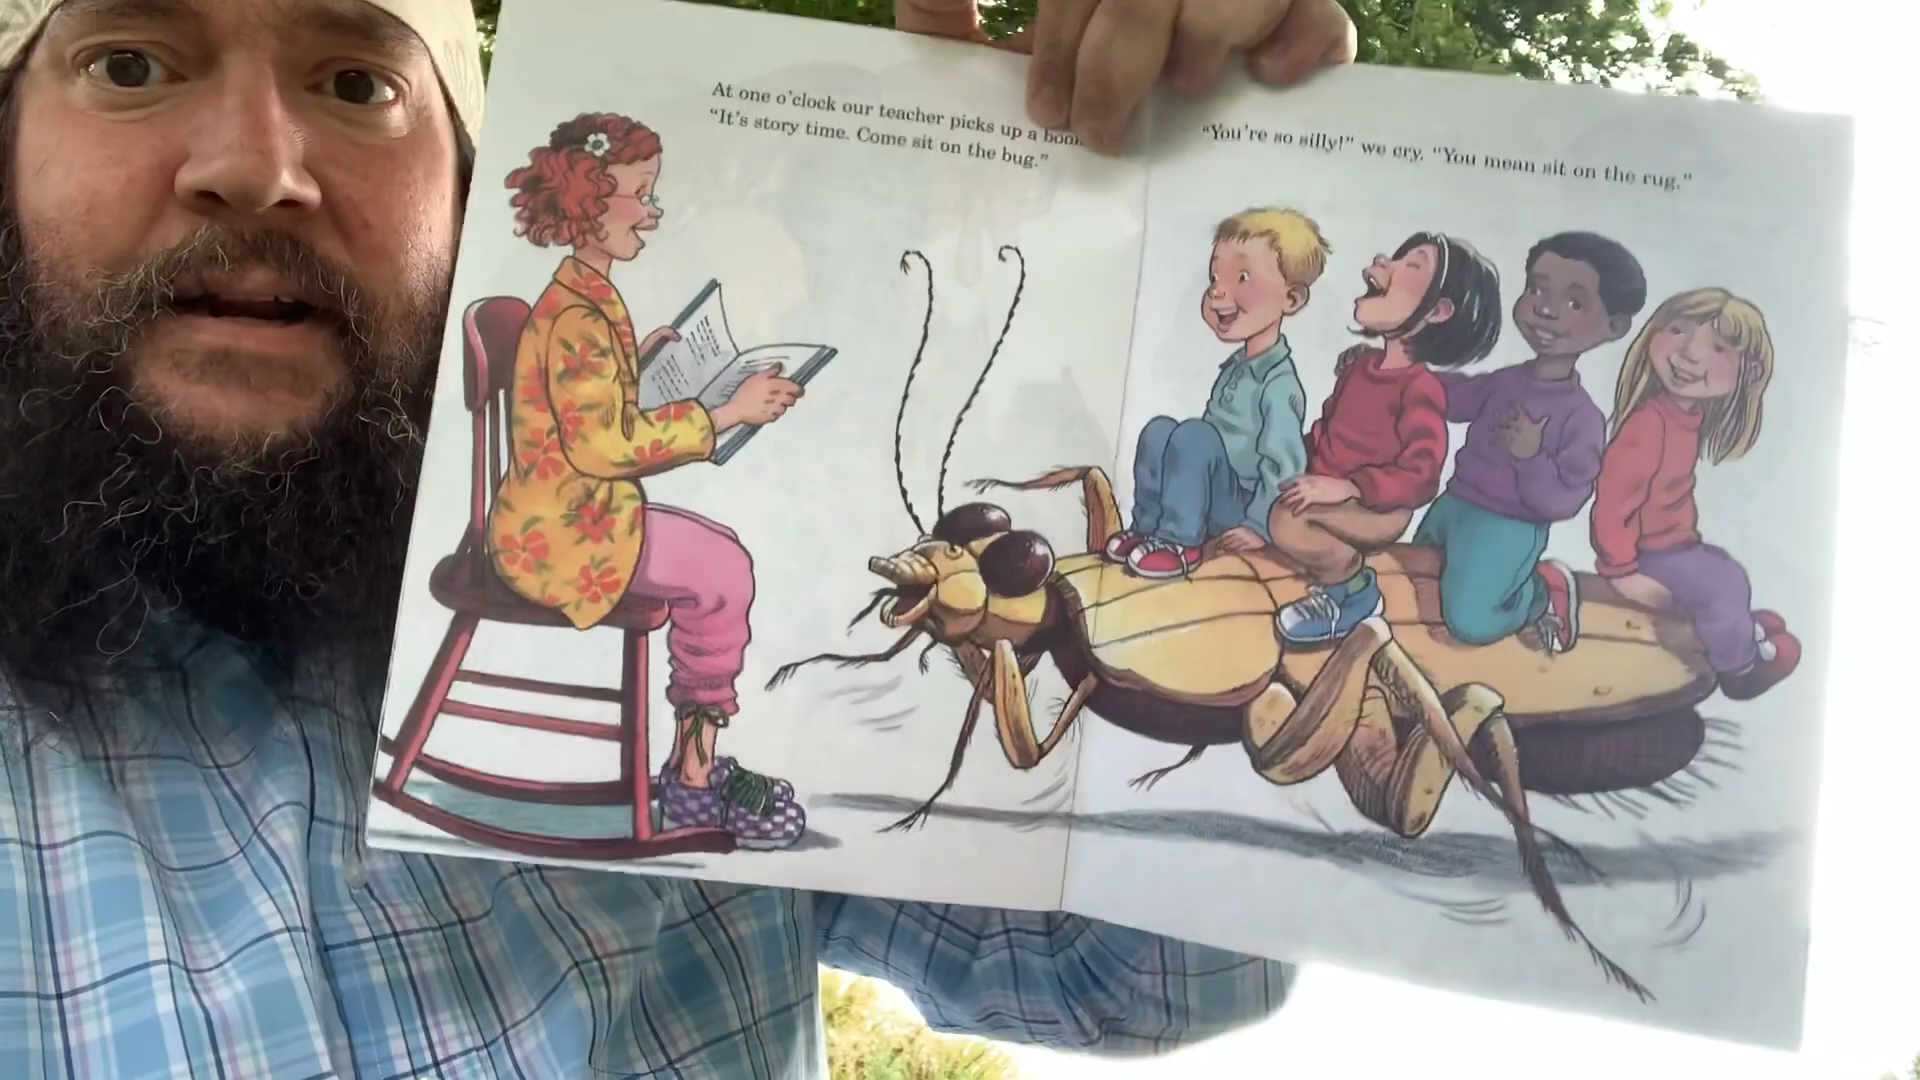 At one o'clock our teacher picks up a book.
"It's story time. Come sit on the bug."
"You're so silly!" we cry. "You mean sit on the rug."